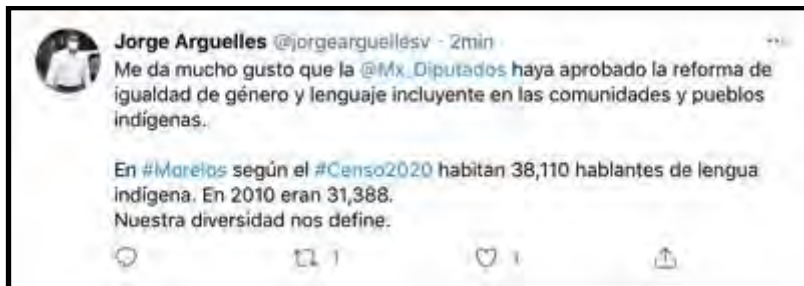 Jorge Arguelles @jorgearguellesv · 2min
Me da mucho gusto que la @Mx_Diputados haya aprobado la reforma de
igualdad de género y lenguaje incluyente en las comunidades y pueblos
indígenas.
En #Morelos según el #Censo2020 habitan 38,110 hablantes de lengua
indígena. En 2010 eran 31,388.
Nuestra diversidad nos define.
1 1